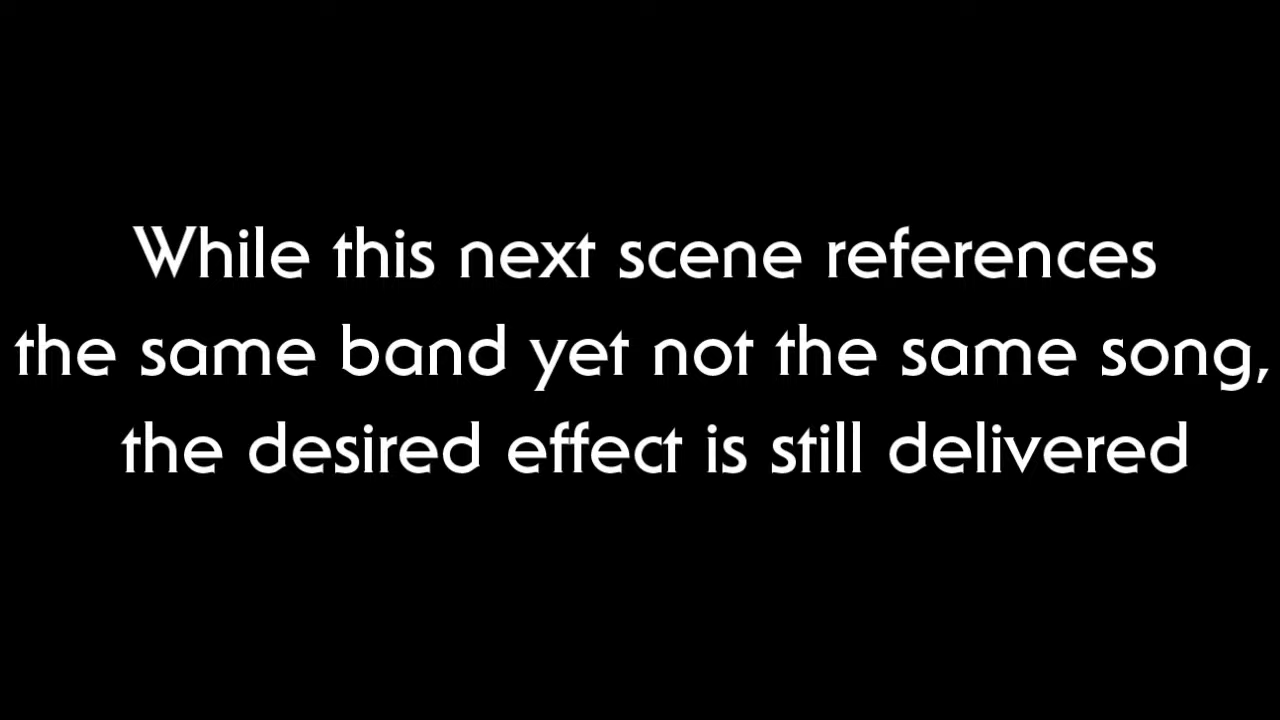 While this next scene references
the same band yet not the same song,
the desired effect is still delivered